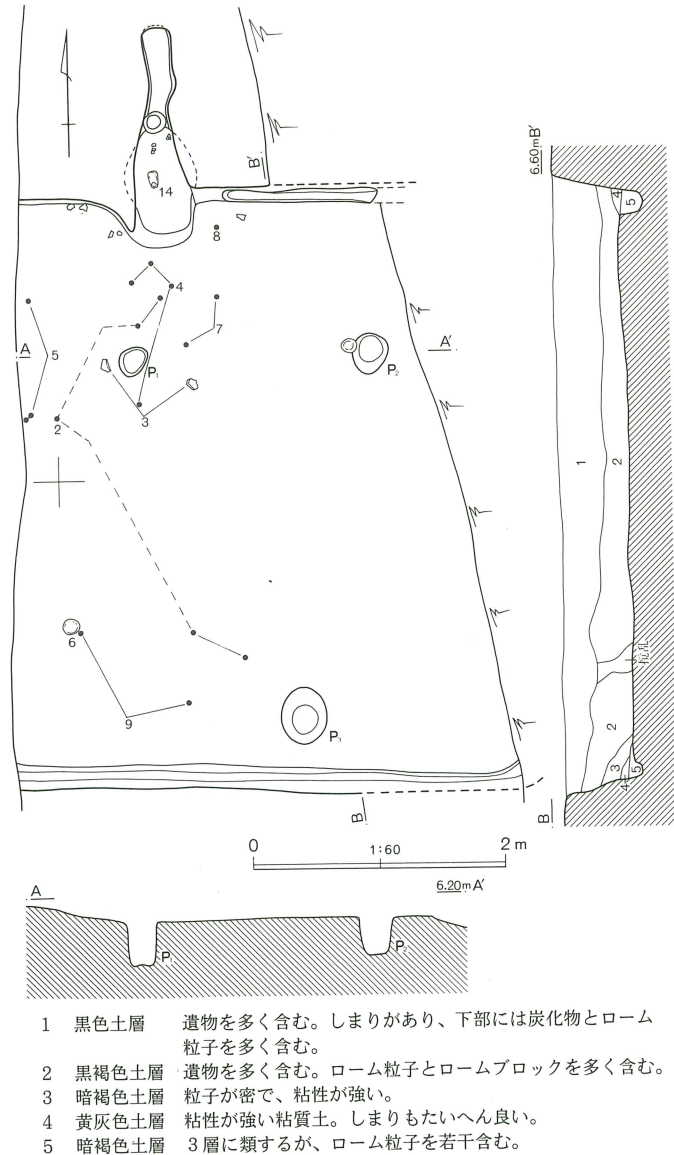 6.60mB′
B′
14
4
5
8
4
A
5
7
A′
P₁
P₂
3
2
1
2
6
撹乱
9
P₃
2
3
4
5
B
B
0
1:60
2m
A
6.20mA′
P₁
P₂
1 黒色土層 遺物を多く含む。しまりがあり、下部には炭化物とローム
粒子を多く含む。
2 黒褐色土層 遺物を多く含む。ローム粒子とロームブロックを多く含む。
3 暗褐色土層 粒子が密で、粘性が強い。
4 黄灰色土層 粘性が強い粘質土。しまりもたいへん良い。
5 暗褐色土層 3層に類するが、ローム粒子を若干含む。